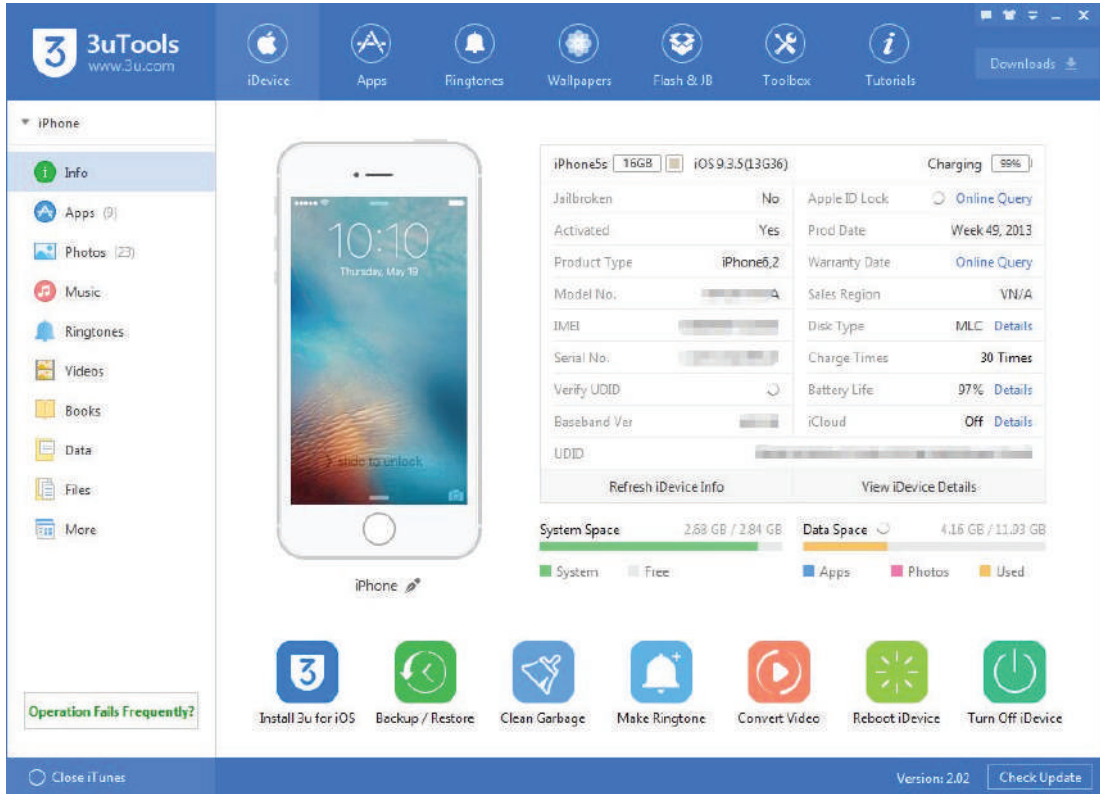 3 3uTools
www.3u.com
iDevice Apps Ringtones Wallpapers Flash & JB Toolbox Tutorials
Downloads
iPhone
Info
Apps (9)
Photos (23)
Music
Ringtones
Videos
Books
Data
Files
More
Operation Fails Frequently?
10:10
Thursday, May 19
slide to unlock
iPhone
iPhone5s 16GB iOS 9.3.5(13G36) Charging 99%
Jailbroken No Apple ID Lock Online Query
Activated Yes Prod Date Week 49, 2013
Product Type iPhone6,2 Warranty Date Online Query
Model No. A Sales Region VN/A
IMEI Disk Type MLC Details
Serial No. Charge Times 30 Times
Verify UDID Battery Life 97% Details
Baseband Ver iCloud Off Details
UDID
Refresh iDevice Info View iDevice Details
System Space 2.68 GB / 2.84 GB Data Space 4.16 GB / 11.93 GB
System Free Apps Photos Used
3
Install 3u for iOS Backup / Restore Clean Garbage Make Ringtone Convert Video Reboot iDevice Turn Off iDevice
Close iTunes Version: 2.02 Check Update